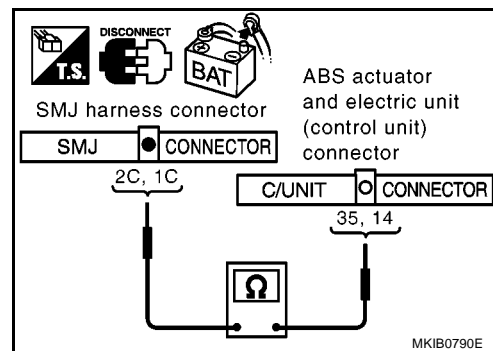 DISCONNECT
T.S.
BAT
SMJ harness connector
SMJ CONNECTOR
2C, 1C
ABS actuator
and electric unit
(control unit)
connector
C/UNIT CONNECTOR
35, 14
Ω
MKIB0790E